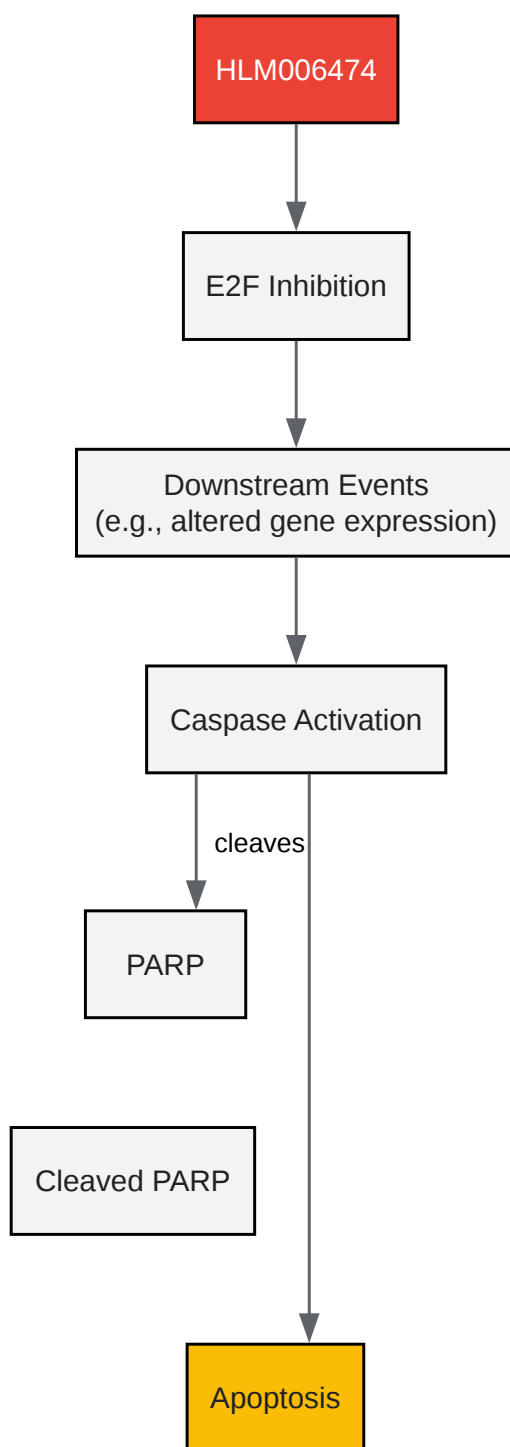 HLM006474
E2F Inhibition
Downstream Events
(e.g., altered gene expression)
Caspase Activation
cleaves
PARP
Cleaved PARP
Apoptosis